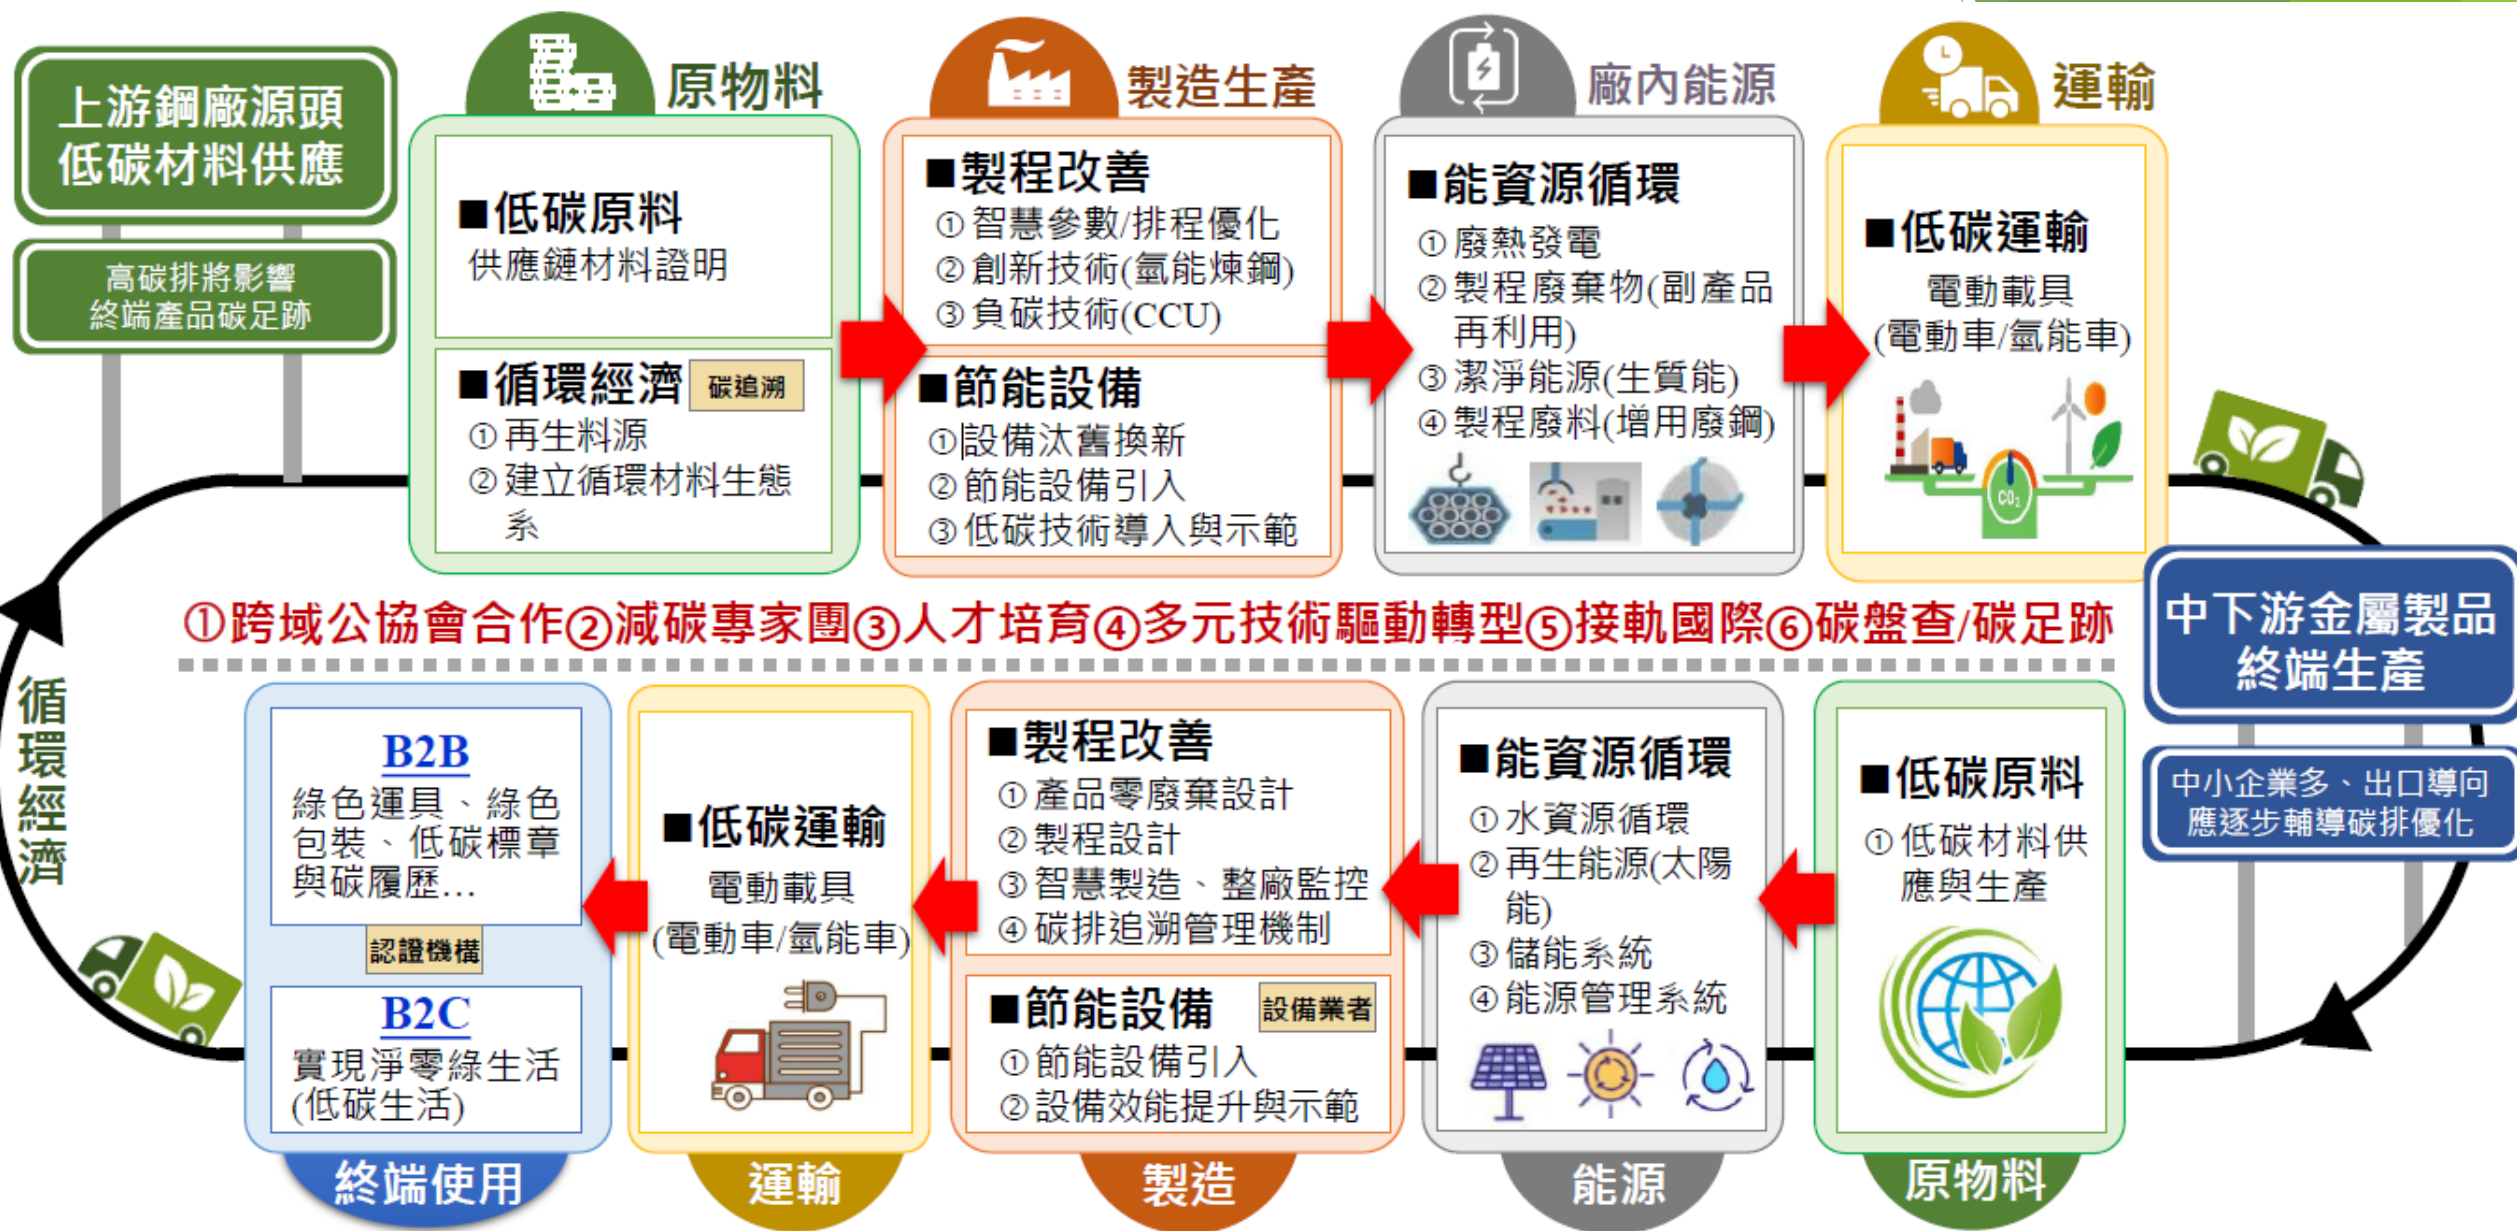 上游鋼廠源頭
低碳材料供應
高碳排將影響
終端產品碳足跡
原物料
■低碳原料
供應鏈材料證明
■循環經濟
碳追溯
①再生料源
②建立循環材料生態
系
製造生產
■製程改善
①智慧參數/排程優化
②創新技術(氫能煉鋼)
③負碳技術(CCU)
■節能設備
①設備汰舊換新
②節能設備引入
③低碳技術導入與示範
廠內能源
■能資源循環
①廢熱發電
②製程廢棄物(副產品
再利用)
③潔淨能源(生質能)
④製程廢料(增用廢鋼)
運輸
■低碳運輸
電動載具
(電動車/氫能車)
CO2
①跨域公協會合作②減碳專家團③人才培育④多元技術驅動轉型⑤接軌國際⑥碳盤查/碳足跡
中下游金屬製品
終端生產
中小企業多、出口導向
應逐步輔導碳排優化
■低碳原料
①低碳材料供
應與生產
原物料
■能資源循環
①水資源循環
②再生能源(太陽
能)
③儲能系統
④能源管理系統
能源
■製程改善
①產品零廢棄設計
②製程設計
③智慧製造、整廠監控
④碳排追溯管理機制
■節能設備
設備業者
①節能設備引入
②設備效能提升與示範
製造
■低碳運輸
電動載具
(電動車/氫能車)
運輸
B2B
綠色運具、綠色
包裝、低碳標章
與碳履歷…
認證機構
B2C
實現淨零綠生活
(低碳生活)
終端使用
循環經濟